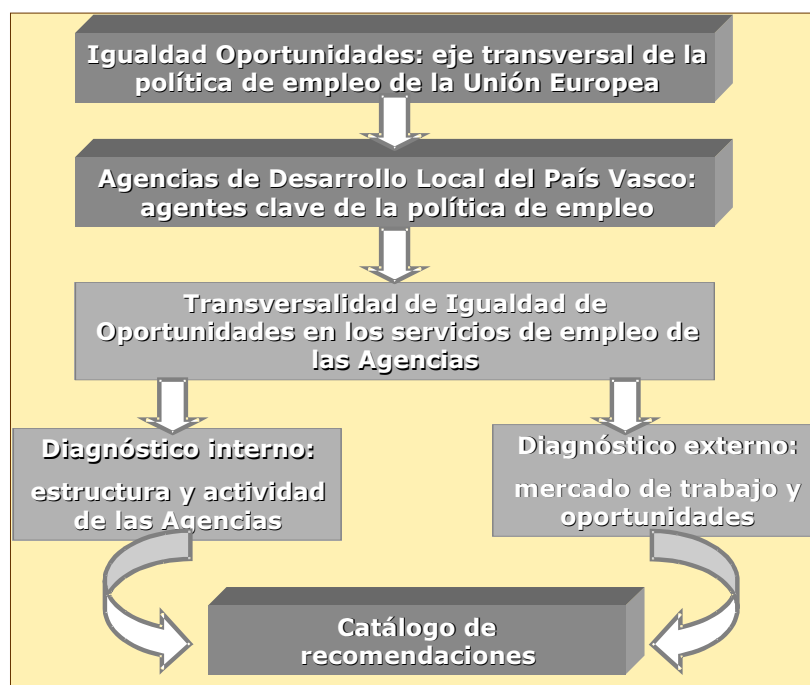 Igualdad Oportunidades: eje transversal de la
política de empleo de la Unión Europea
Agencias de Desarrollo Local del País Vasco:
agentes clave de la política de empleo
Transversalidad de Igualdad de
Oportunidades en los servicios de empleo de
las Agencias
Diagnóstico interno:
estructura y actividad
de las Agencias
Diagnóstico externo:
mercado de trabajo y
oportunidades
Catálogo de
recomendaciones